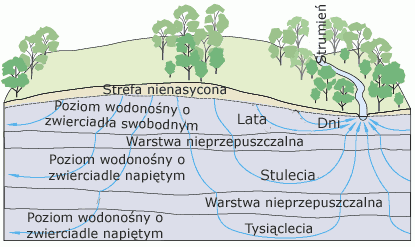 Strumień
Strefa nienasycona
Poziom wodonośny o
zwierciadła swobodnym
Lata
Dni
Warstwa nieprzepuszczalna
Poziom wodonośny o
zwierciadle napiętym
Stulecia
Warstwa nieprzepuszczalna
Poziom wodonośny o
zwierciadle napiętym
Tysiąclecia